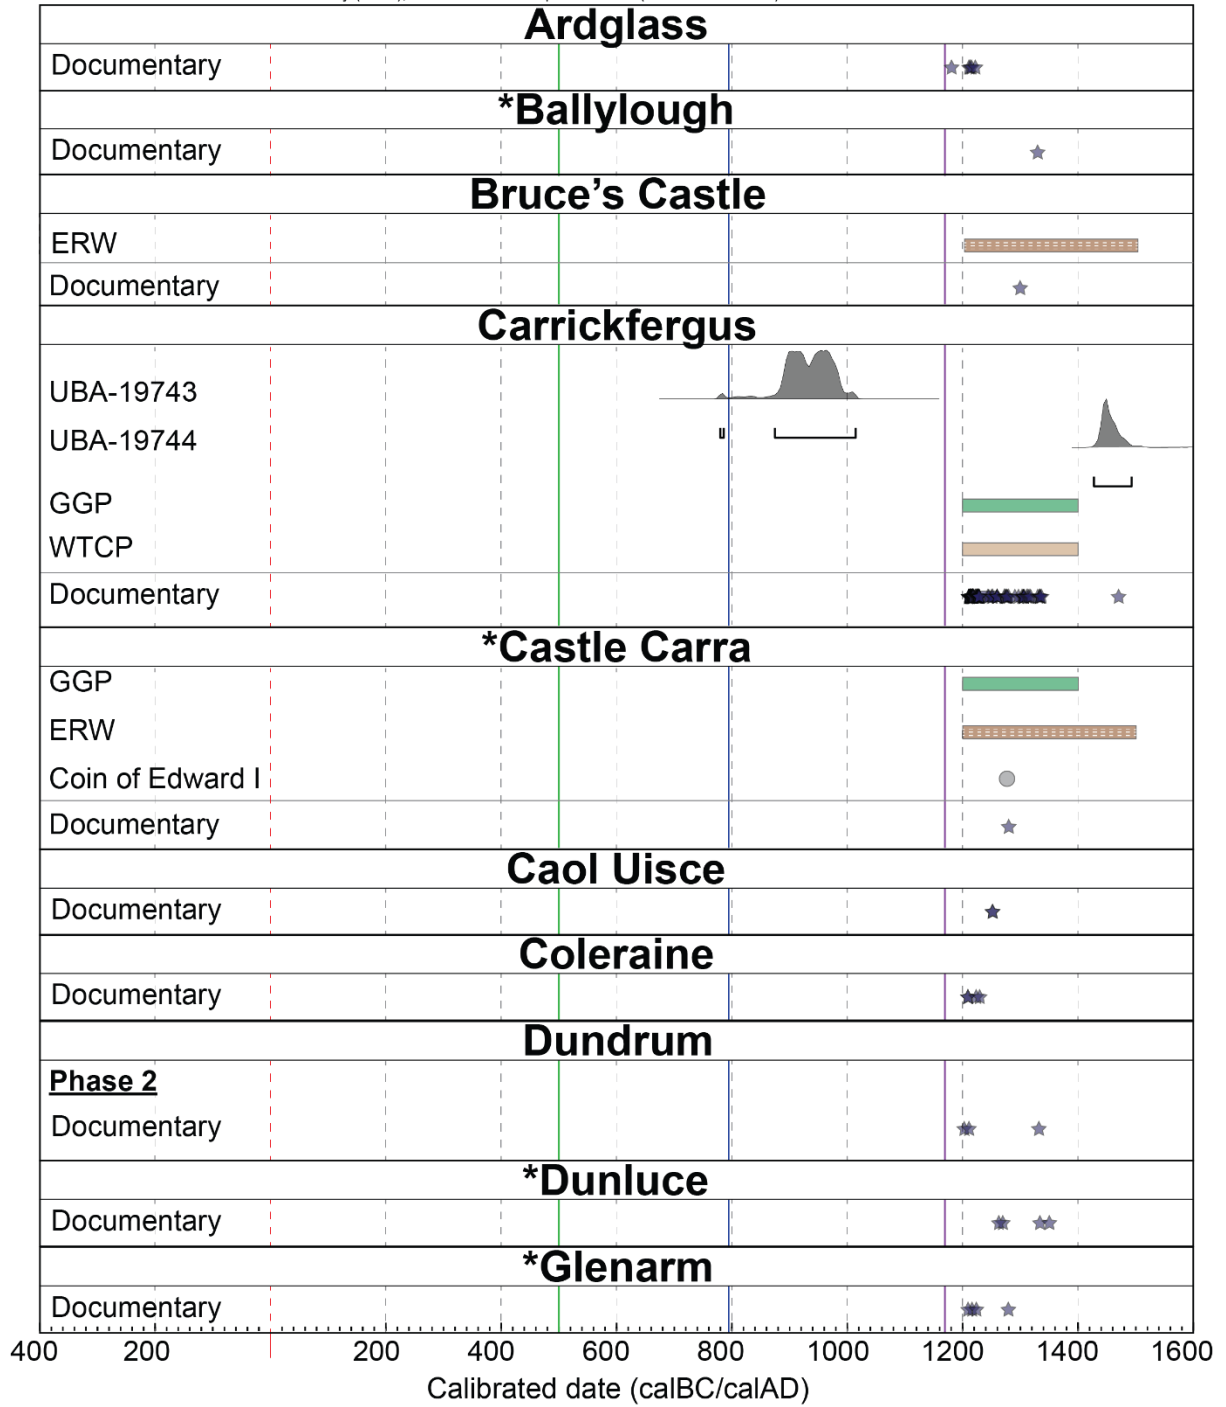 Ardglass
Documentary
*Ballylough
Documentary
Bruce’s Castle
ERW
Documentary
Carrickfergus
UBA-19743
UBA-19744
GGP
WTCP
Documentary
*Castle Carra
GGP
ERW
Coin of Edward I
Documentary
Caol Uisce
Documentary
Coleraine
Documentary
Dundrum
Phase 2
Documentary
*Dunluce
Documentary
*Glenarm
Documentary
400 200 200 400 600 800 1000 1200 1400 1600
Calibrated date (calBC/calAD)